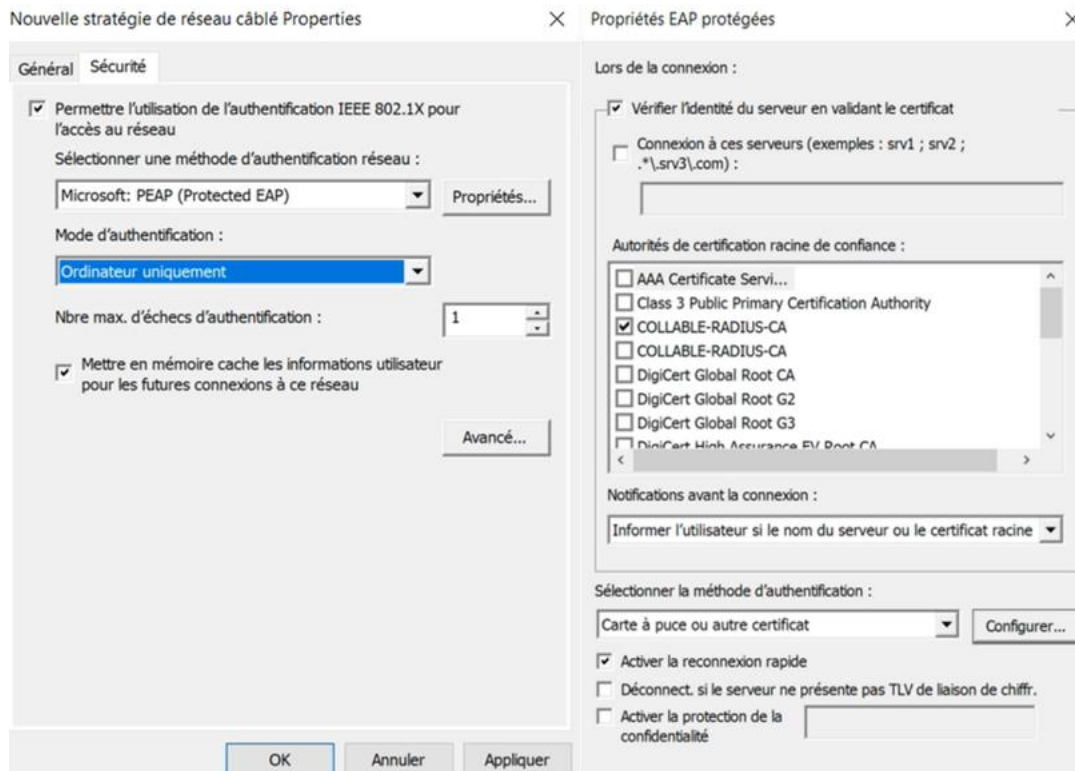 Nouvelle stratégie de réseau câblé Properties
Général
Sécurité
Permettre l'utilisation de l'authentification IEEE 802.1X pour
l'accès au réseau
Sélectionner une méthode d'authentification réseau :
Microsoft: PEAP (Protected EAP)
Propriétés...
Mode d'authentification :
Ordinateur uniquement
Nbre max. d'échecs d'authentification :
1
Mettre en mémoire cache les informations utilisateur
pour les futures connexions à ce réseau
Avancé...
OK
Annuler
Appliquer
Propriétés EAP protégées
Lors de la connexion :
Vérifier l'identité du serveur en validant le certificat
Connexion à ces serveurs (exemples : srv1 ; srv2 ;
.*\.srv3\.com) :
Autorités de certification racine de confiance :
AAA Certificate Servi...
Class 3 Public Primary Certification Authority
COLLABLE-RADIUS-CA
COLLABLE-RADIUS-CA
DigiCert Global Root CA
DigiCert Global Root G2
DigiCert Global Root G3
DigiCert High Assurance EV Root CA
Notifications avant la connexion :
Informer l'utilisateur si le nom du serveur ou le certificat racine
Sélectionner la méthode d'authentification :
Carte à puce ou autre certificat
Configurer...
Activer la reconnexion rapide
Déconnect. si le serveur ne présente pas TLV de liaison de chiffr.
Activer la protection de la
confidentialité